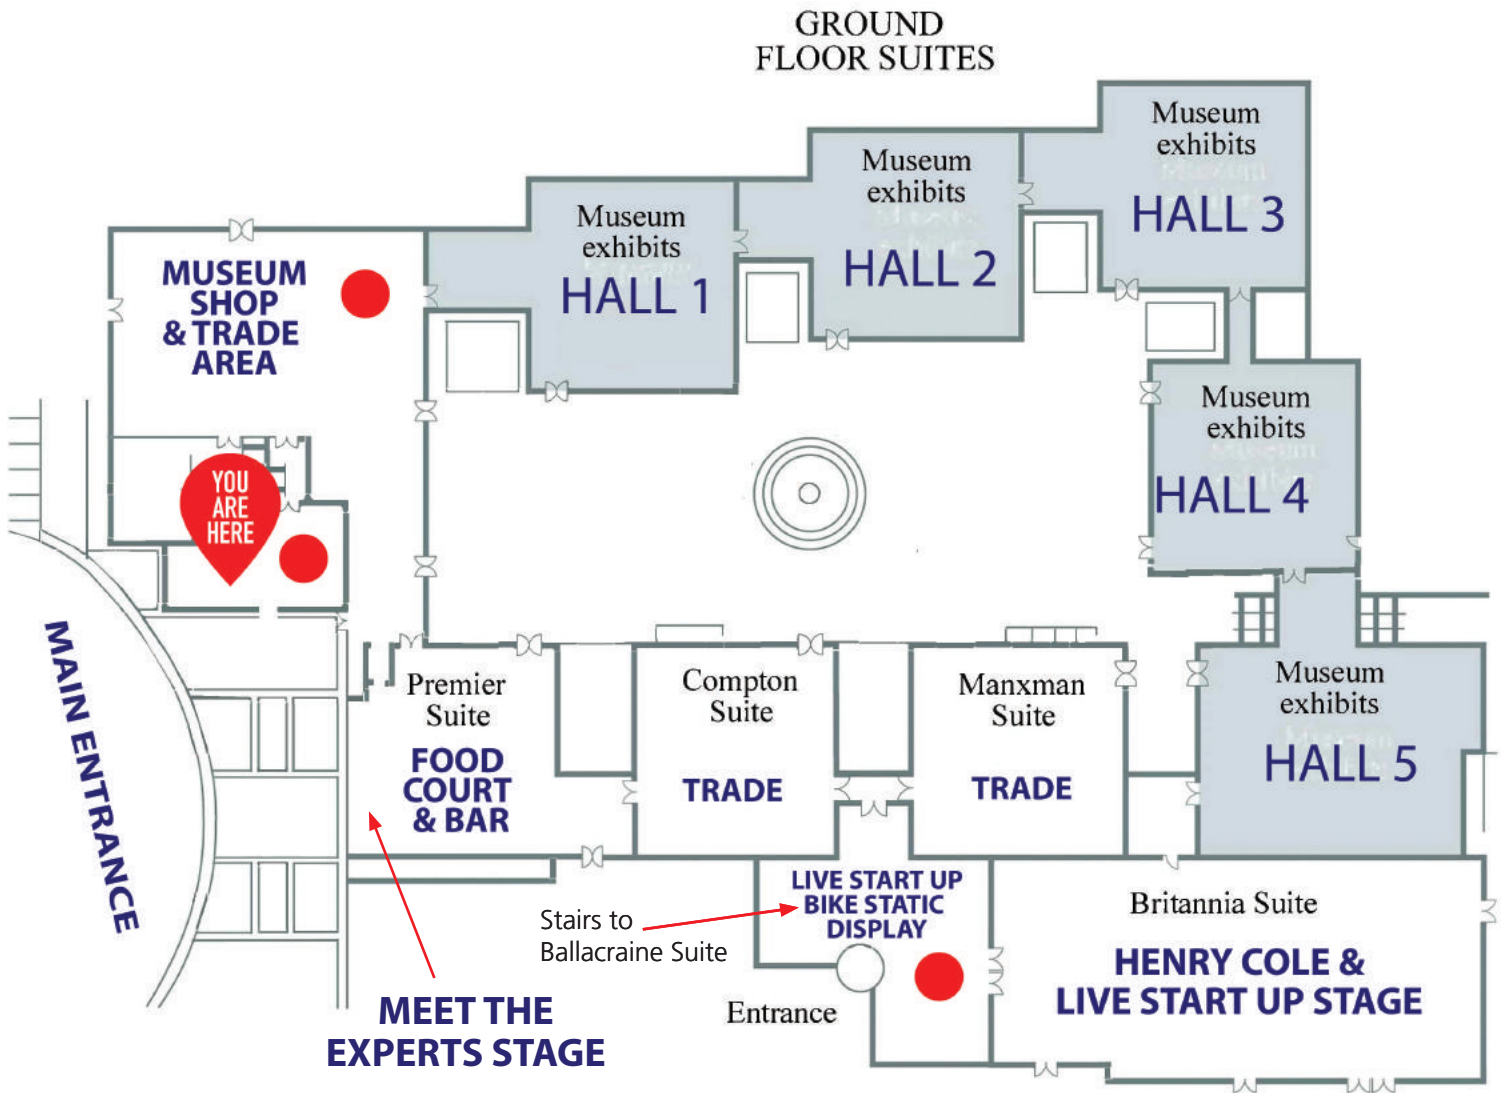 GROUND
FLOOR SUITES
Museum
exhibits
HALL 3
Museum
exhibits
HALL 2
Museum
exhibits
HALL 1
MUSEUM
SHOP
& TRADE
AREA
Museum
exhibits
HALL 4
YOU
ARE
HERE
MAIN ENTRANCE
Premier
Suite
FOOD
COURT
& BAR
Compton
Suite
TRADE
Manxman
Suite
TRADE
Museum
exhibits
HALL 5
LIVE START UP
BIKE STATIC
DISPLAY
Stairs to
Ballacraine Suite
Britannia Suite
HENRY COLE &
LIVE START UP STAGE
Entrance
MEET THE
EXPERTS STAGE